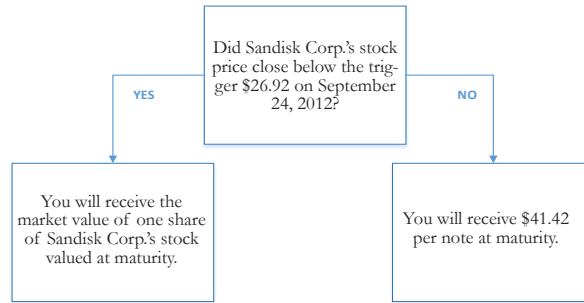 Did Sandisk Corp.'s stock
price close below the trig-
ger $26.92 on September
24, 2012?
YES
NO
You will receive the
market value of one share
of Sandisk Corp.'s stock
valued at maturity.
You will receive $41.42
per note at maturity.